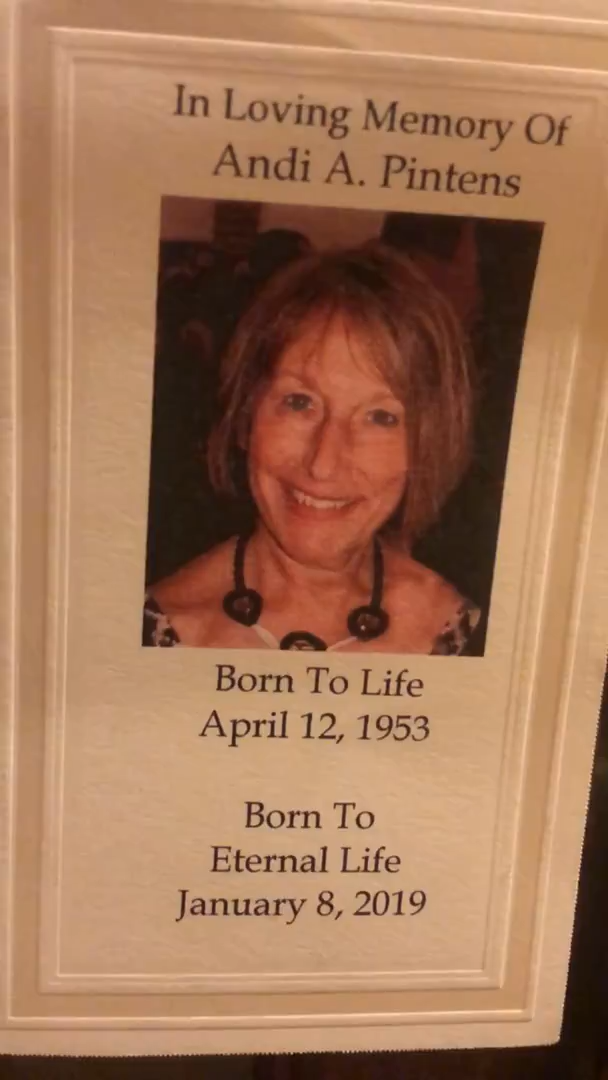 In Loving Memory Of
Andi A. Pintens
Born To Life
April 12, 1953
Born To
Eternal Life
January 8, 2019